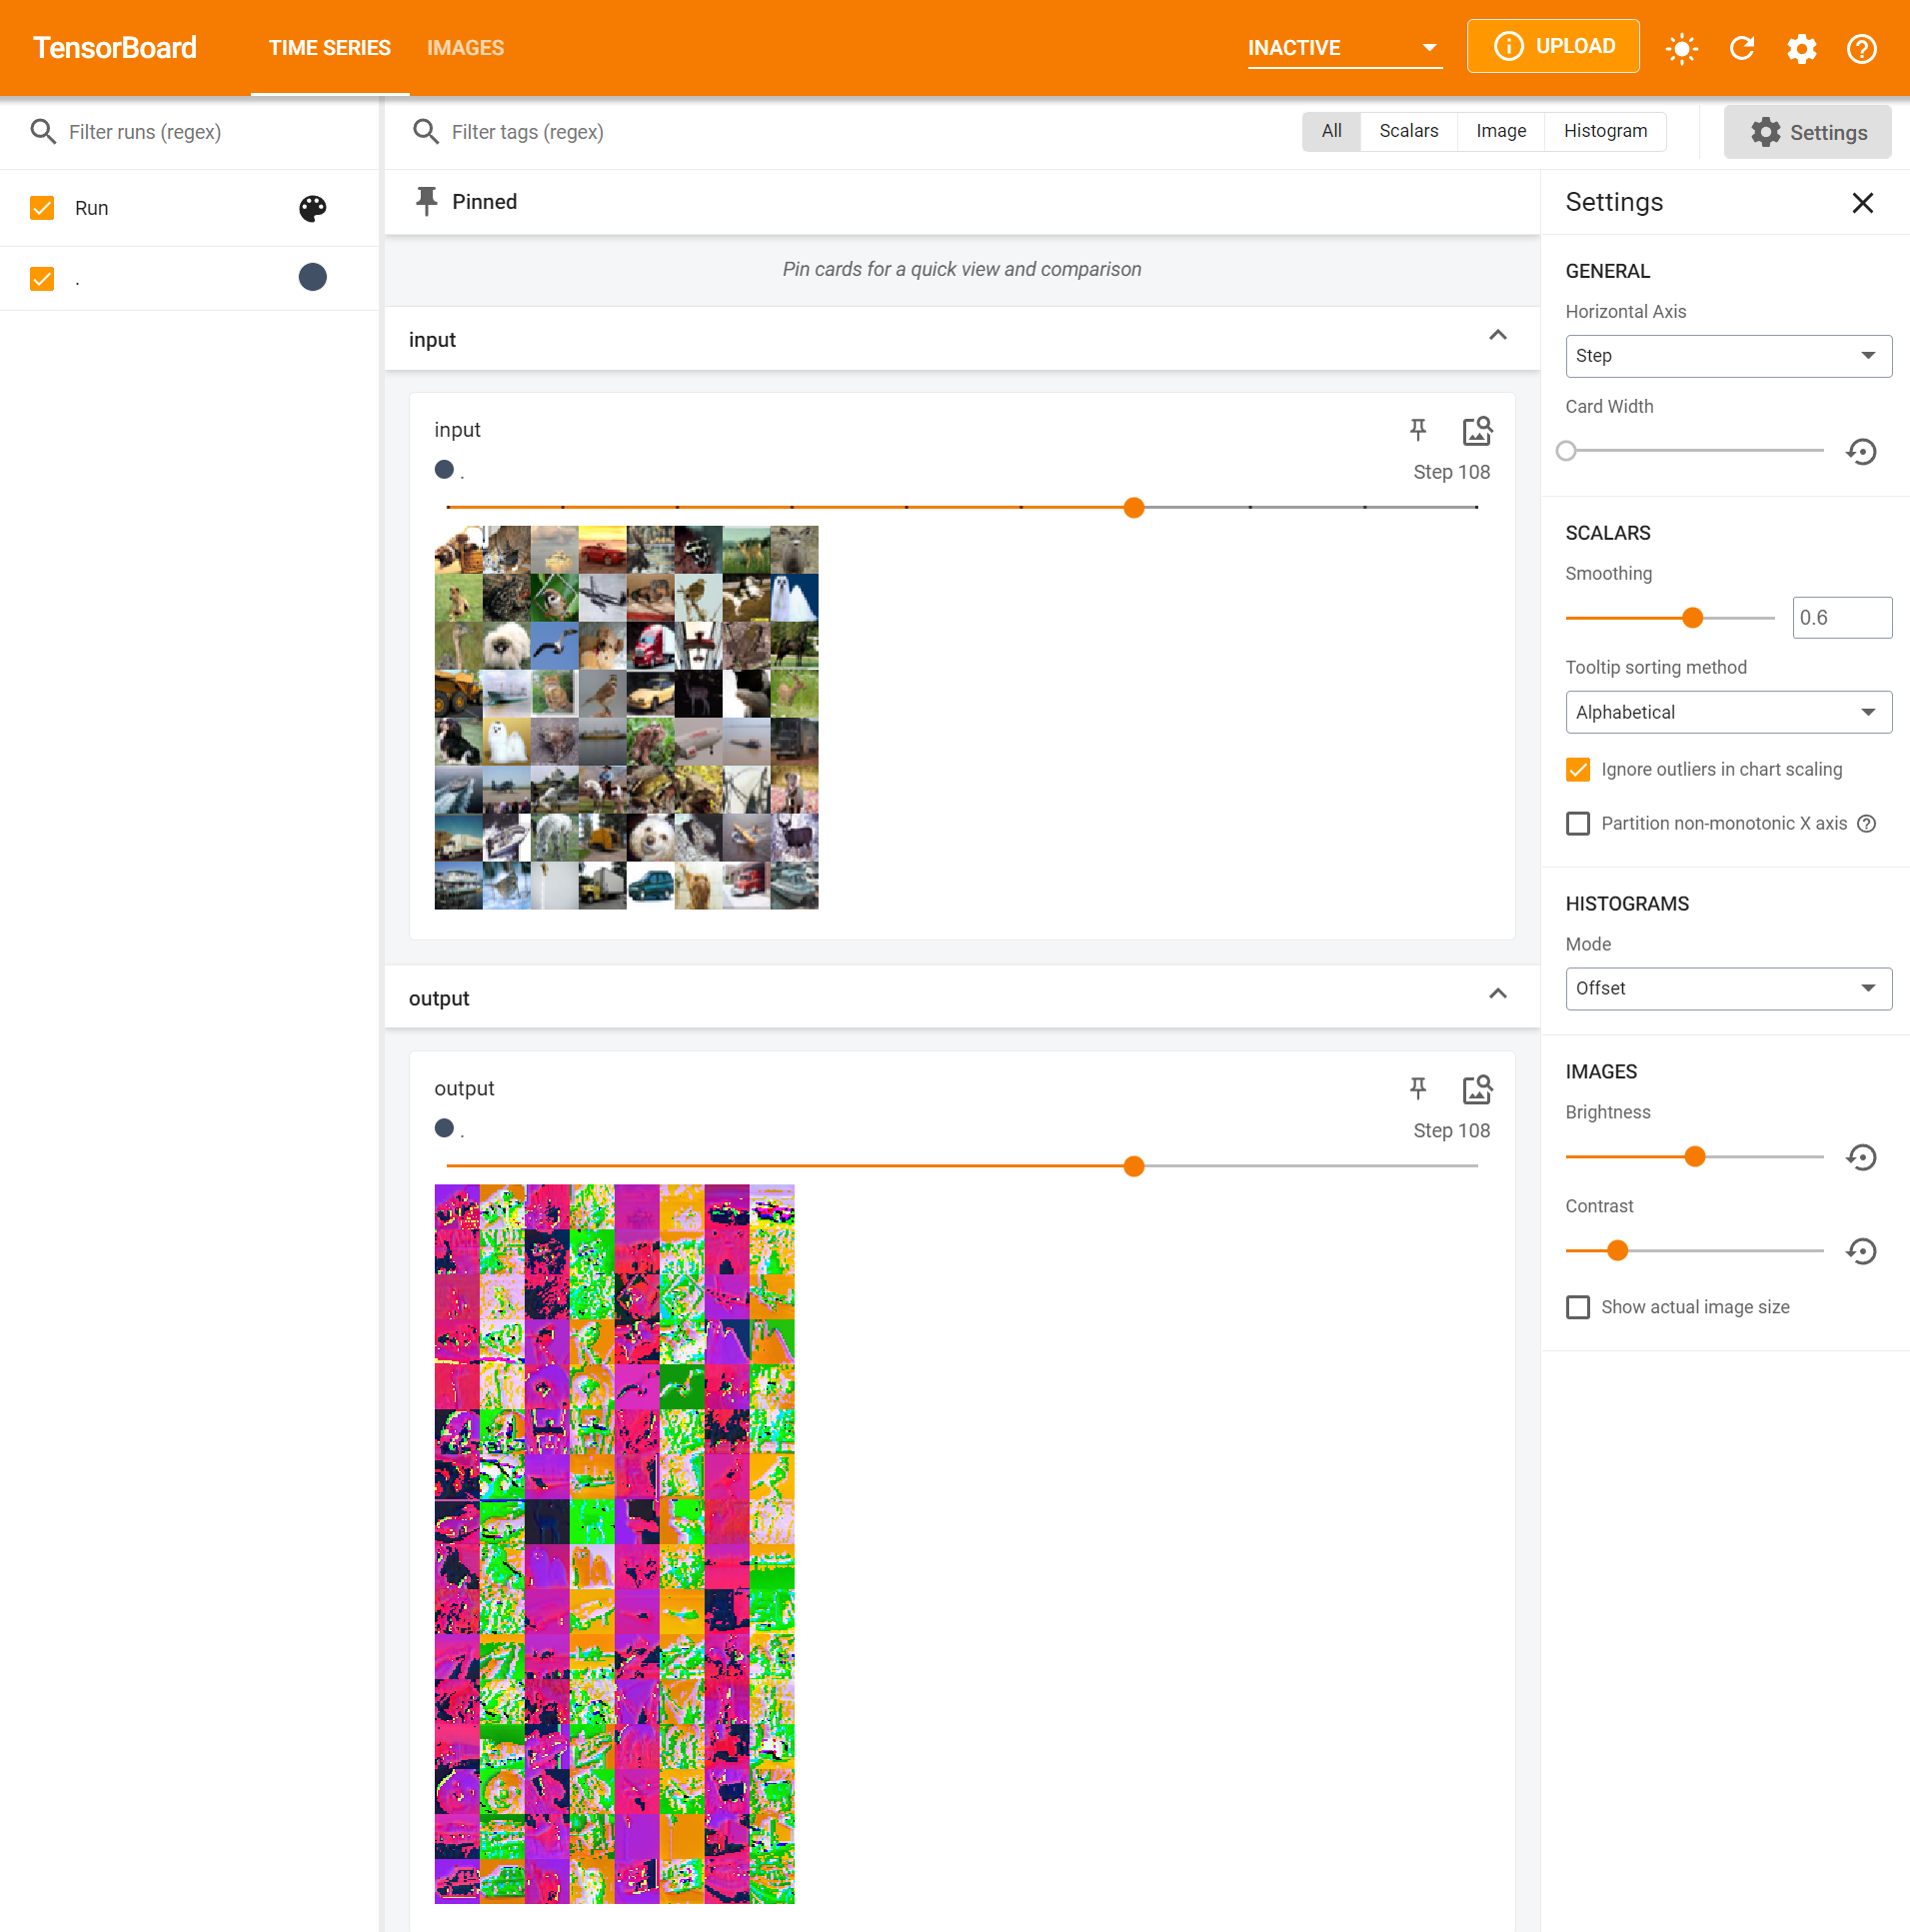 TensorBoard
TIME SERIES
IMAGES
INACTIVE
UPLOAD
Filter runs (regex)
Run
.
Filter tags (regex)
All
Scalars
Image
Histogram
Settings
Pinned
Pin cards for a quick view and comparison
input
input
.
Step 108
output
output
.
Step 108
Settings
GENERAL
Horizontal Axis
Step
Card Width
SCALARS
Smoothing
0.6
Tooltip sorting method
Alphabetical
Ignore outliers in chart scaling
Partition non-monotonic X axis
HISTOGRAMS
Mode
Offset
IMAGES
Brightness
Contrast
Show actual image size